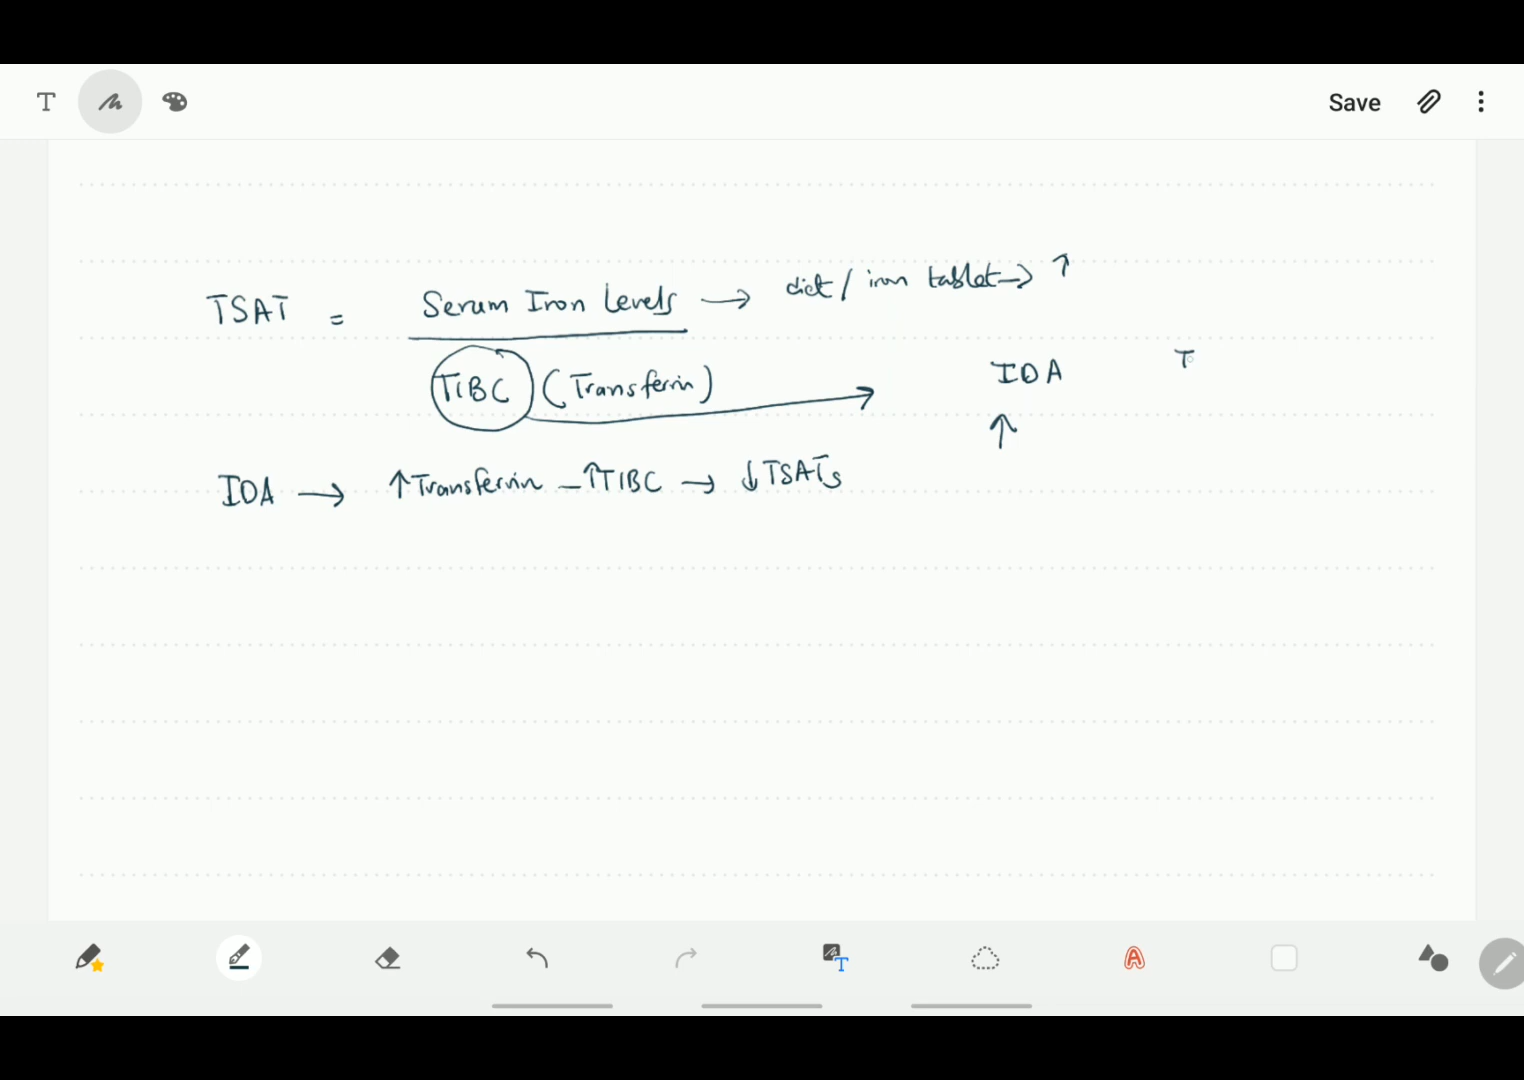 T Save
TSAT = Serum Iron Levels → diet / iron tablet → ↑
TIBC (Transferrin) → IDA T
↑
IDA → ↑ Transferrin - ↑TIBC → ↓ TSATs
T A